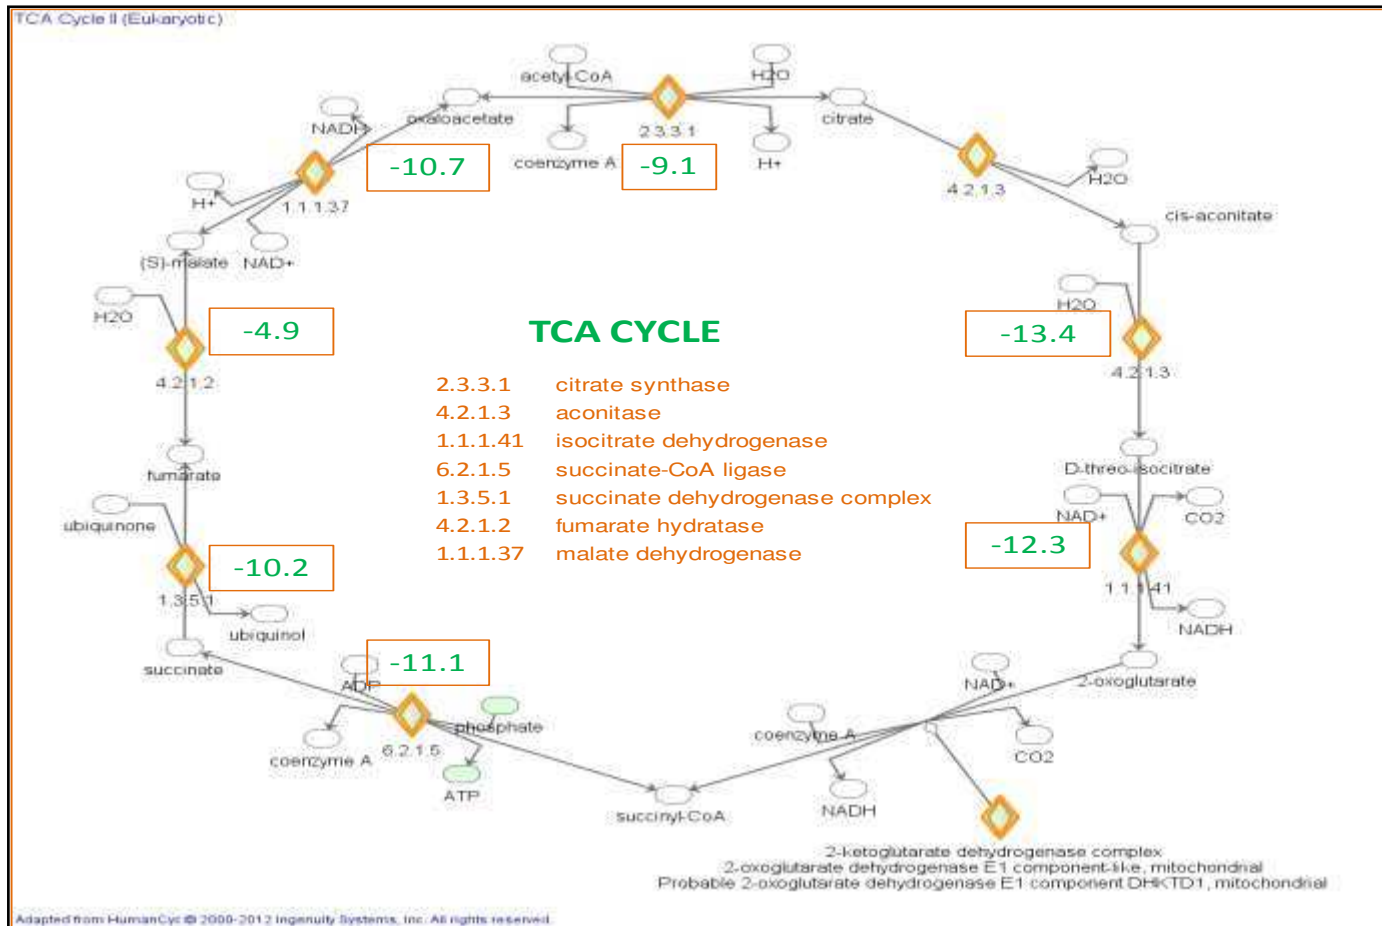 TCA Cycle II (Eukaryotic)
acetyl-CoA
H2O
NADH
oxaloacetate
2.3.3.1
citrate
coenzyme A
H+
-10.7
-9.1
4.2.1.3
H2O
H+
1.1.1.37
cis-aconitate
(S)-malate
NAD+
H2O
H2O
-4.9
TCA CYCLE
-13.4
4.2.1.2
4.2.1.3
2.3.3.1 citrate synthase
4.2.1.3 aconitase
1.1.1.41 isocitrate dehydrogenase
6.2.1.5 succinate-CoA ligase
1.3.5.1 succinate dehydrogenase complex
4.2.1.2 fumarate hydratase
1.1.1.37 malate dehydrogenase
fumarate
D-threo-isocitrate
ubiquinone
NAD+
CO2
-10.2
-12.3
1.3.5.1
1.1.1.41
ubiquinol
NADH
succinate
-11.1
ADP
NAD+
2-oxoglutarate
phosphate
coenzyme A
6.2.1.5
coenzyme A
CO2
ATP
NADH
succinyl-CoA
2-ketoglutarate dehydrogenase complex
2-oxoglutarate dehydrogenase E1 component-like, mitochondrial
Probable 2-oxoglutarate dehydrogenase E1 component DHKTD1, mitochondrial
Adapted from HumanCyc © 2000-2012 Ingenuity Systems, Inc. All rights reserved.